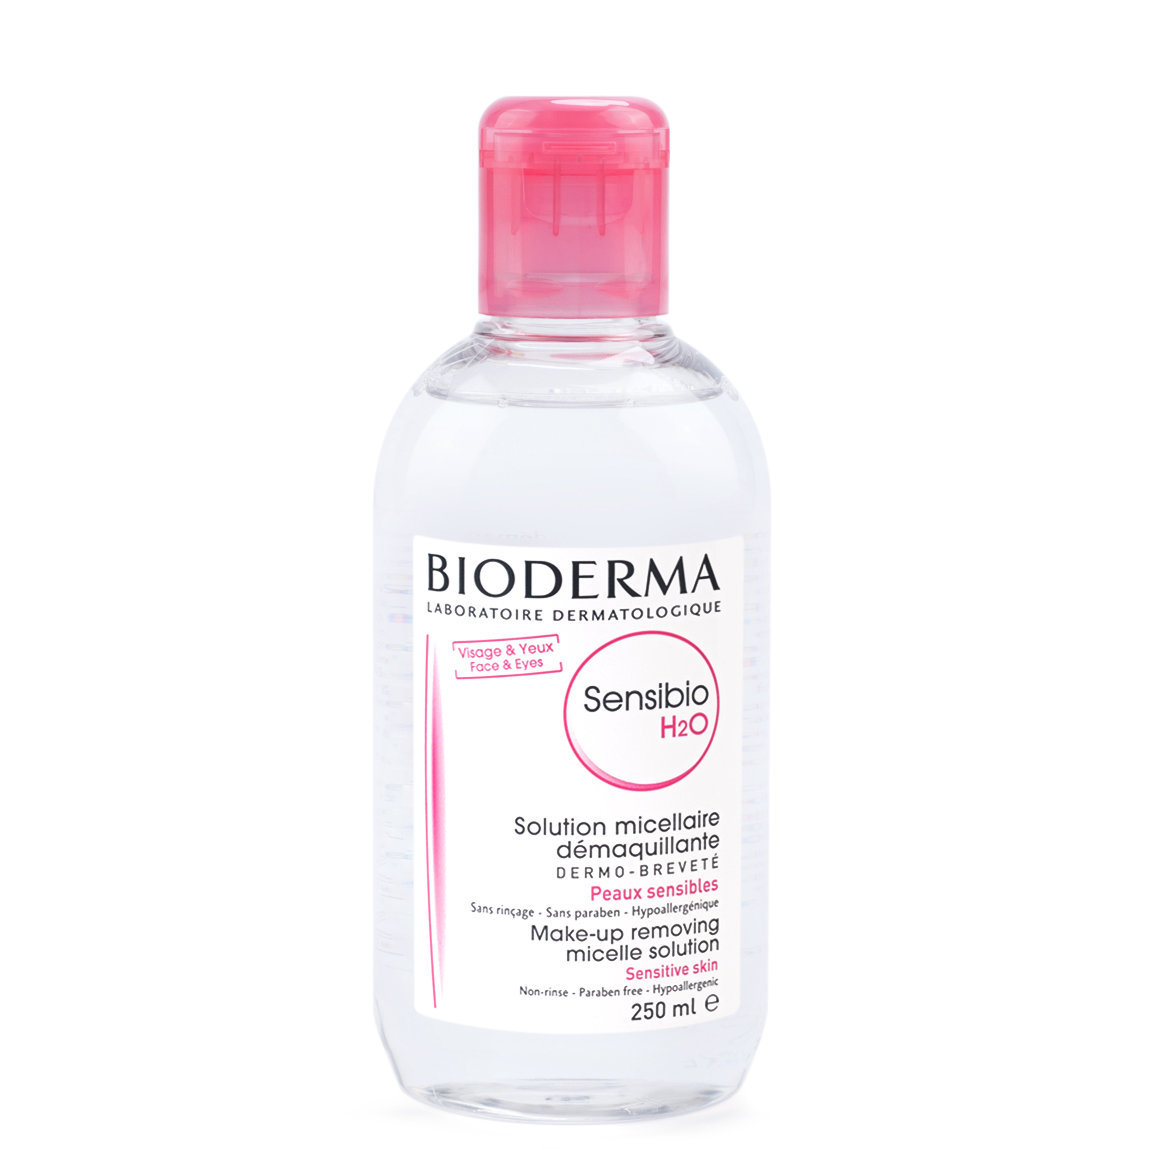 BIODERMA
LABORATOIRE DERMATOLOGIQUE
Visage & Yeux
Face & Eyes
Sensibio
H2O
Solution micellaire
démaquillante
DERMO-BREVETÉ
Peaux sensibles
Sans rinçage - Sans paraben - Hypoallergénique
Make-up removing
micelle solution
Sensitive skin
Non-rinse - Paraben free - Hypoallergenic
250 ml ℮